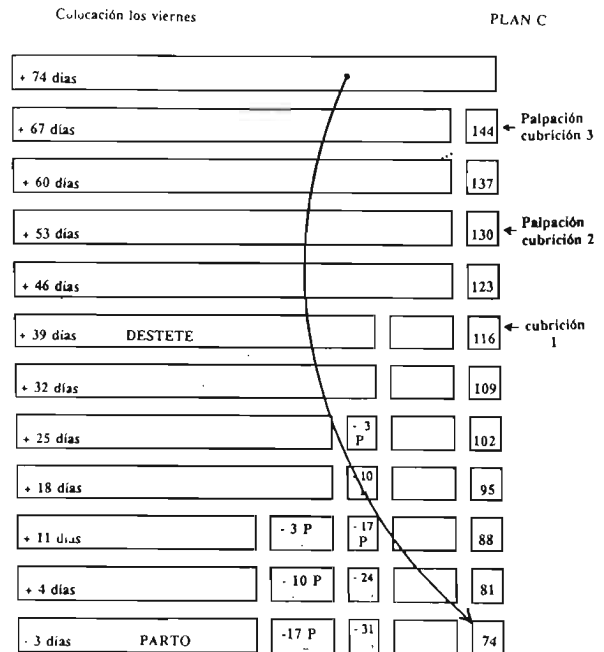 Colocación los viernes PLAN C
+ 74 días
+ 67 días 144 ← Palpación
cubrición 3
+ 60 días 137
+ 53 días 130 ← Palpación
cubrición 2
+ 46 días 123
+ 39 días DESTETE 116 ← cubrición
1
+ 32 días 109
+ 25 días - 3 102
P
+ 18 días - 10 95
+ 11 días - 3 P - 17 88
P
+ 4 días - 10 P - 24 81
- 3 días PARTO -17 P - 31 74